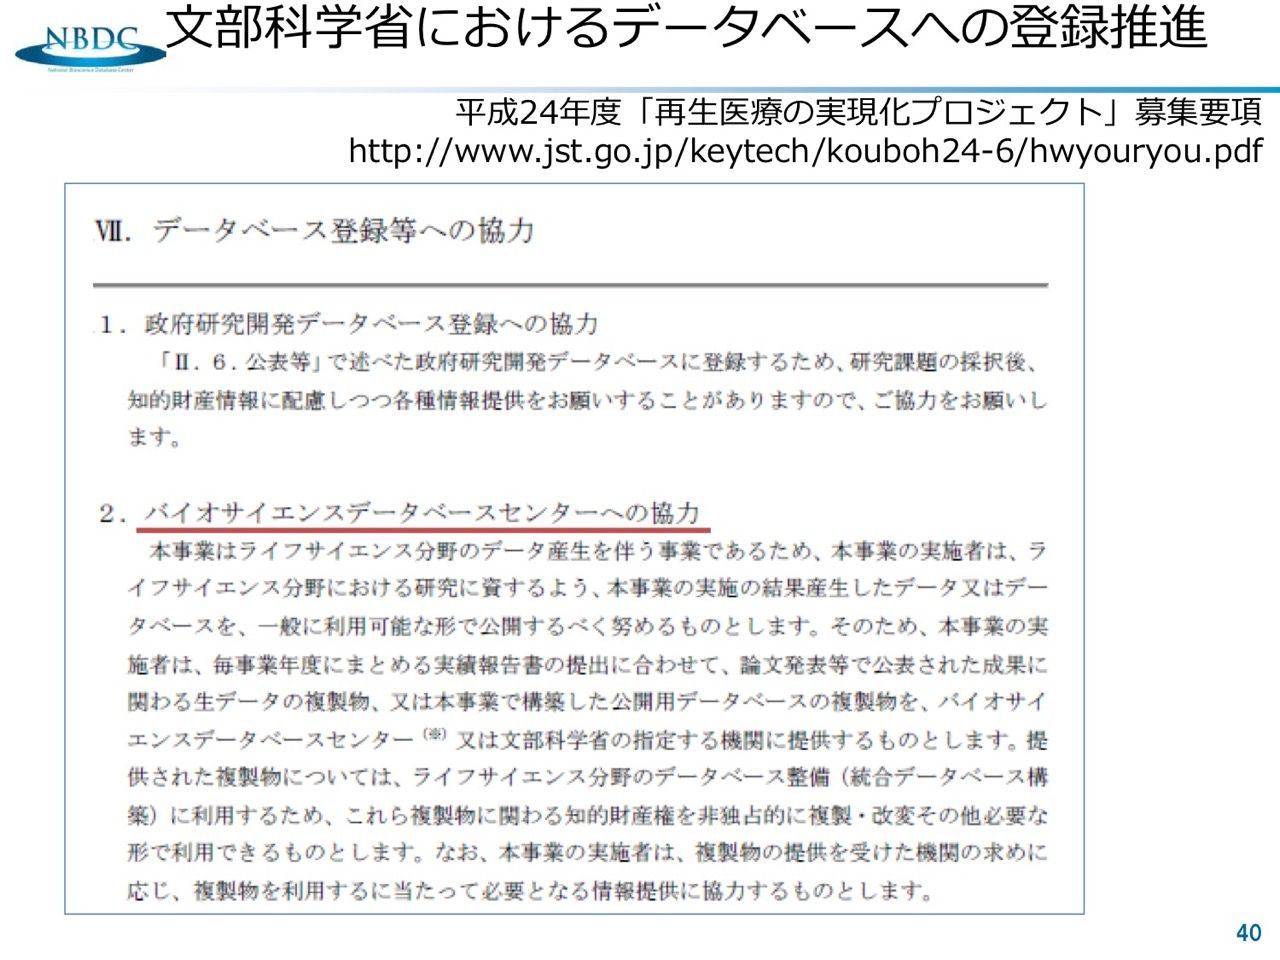 NBDC
National Bioscience Database Center
文部科学省におけるデータベースへの登録推進
平成24年度「再生医療の実現化プロジェクト」募集要項
http://www.jst.go.jp/keytech/kouboh24-6/hwyouryou.pdf
Ⅶ．データベース登録等への協力
１．政府研究開発データベース登録への協力
「Ⅱ．６．公表等」で述べた政府研究開発データベースに登録するため、研究課題の採択後、
知的財産情報に配慮しつつ各種情報提供をお願いすることがありますので、ご協力をお願いし
ます。
２．バイオサイエンスデータベースセンターへの協力
本事業はライフサイエンス分野のデータ産生を伴う事業であるため、本事業の実施者は、ラ
イフサイエンス分野における研究に資するよう、本事業の実施の結果産生したデータ又はデー
タベースを、一般に利用可能な形で公開するべく努めるものとします。そのため、本事業の実
施者は、毎事業年度にまとめる実績報告書の提出に合わせて、論文発表等で公表された成果に
関わる生データの複製物、又は本事業で構築した公開用データベースの複製物を、バイオサイ
エンスデータベースセンター（※）又は文部科学省の指定する機関に提供するものとします。提
供された複製物については、ライフサイエンス分野のデータベース整備（統合データベース構
築）に利用するため、これら複製物に関わる知的財産権を非独占的に複製・改変その他必要な
形で利用できるものとします。なお、本事業の実施者は、複製物の提供を受けた機関の求めに
応じ、複製物を利用するに当たって必要となる情報提供に協力するものとします。
40